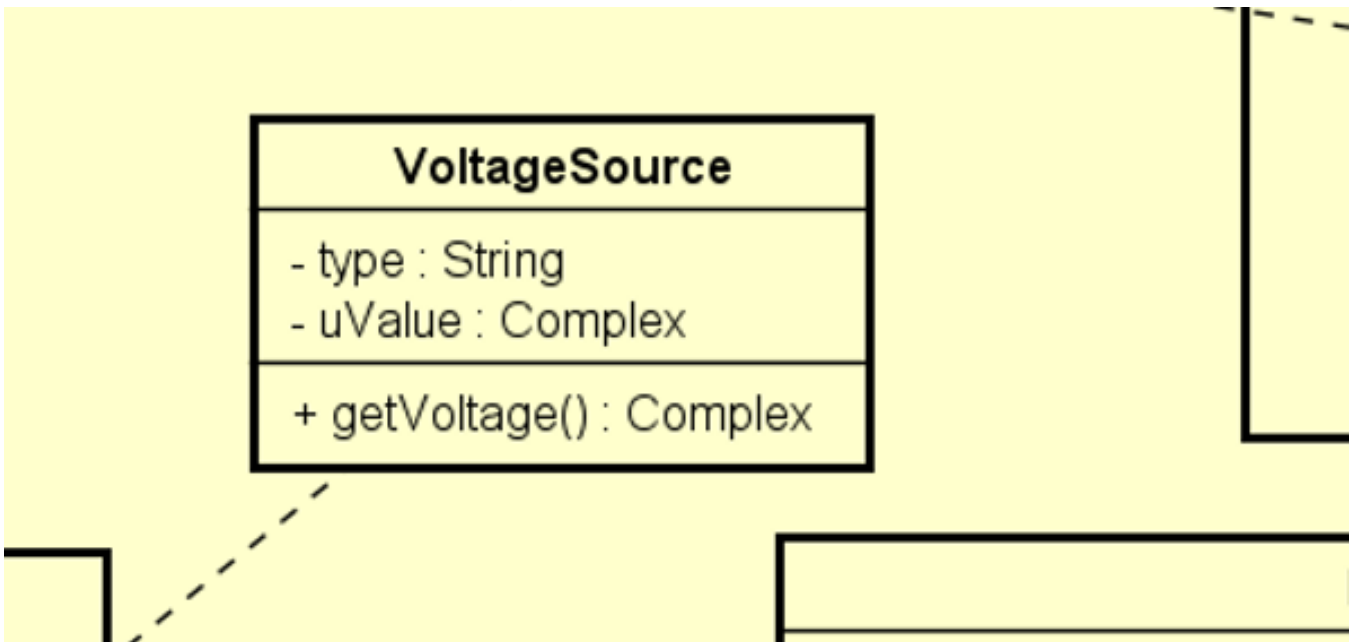 VoltageSource
- type : String
- uValue : Complex
+ getVoltage() : Complex